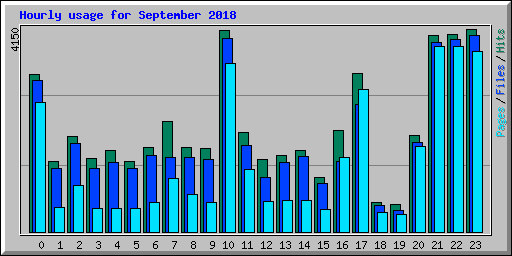 Hourly usage for September 2018
4150
Pages/Files/Hits
0 1 2 3 4 5 6 7 8 9 10 11 12 13 14 15 16 17 18 19 20 21 22 23